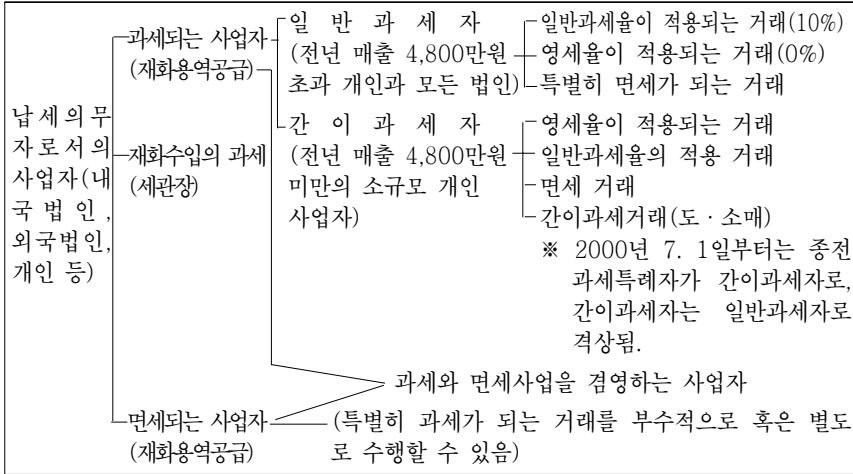 납세의무
자로서의
사업자(내
국 법 인 ,
외국법인,
개인 등)
과세되는 사업자
(재화용역공급)
일 반 과 세 자
(전년 매출 4,800만원
초과 개인과 모든 법인)
일반과세율이 적용되는 거래(10%)
영세율이 적용되는 거래(0%)
특별히 면세가 되는 거래
간 이 과 세 자
(전년 매출 4,800만원
미만의 소규모 개인
사업자)
영세율이 적용되는 거래
일반과세율의 적용 거래
면세 거래
간이과세거래(도ㆍ소매)
※ 2000년 7. 1일부터는 종전
과세특례자가 간이과세자로,
간이과세자는 일반과세자로
격상됨.
재화수입의 과세
(세관장)
과세와 면세사업을 겸영하는 사업자
면세되는 사업자
(재화용역공급)
(특별히 과세가 되는 거래를 부수적으로 혹은 별도
로 수행할 수 있음)